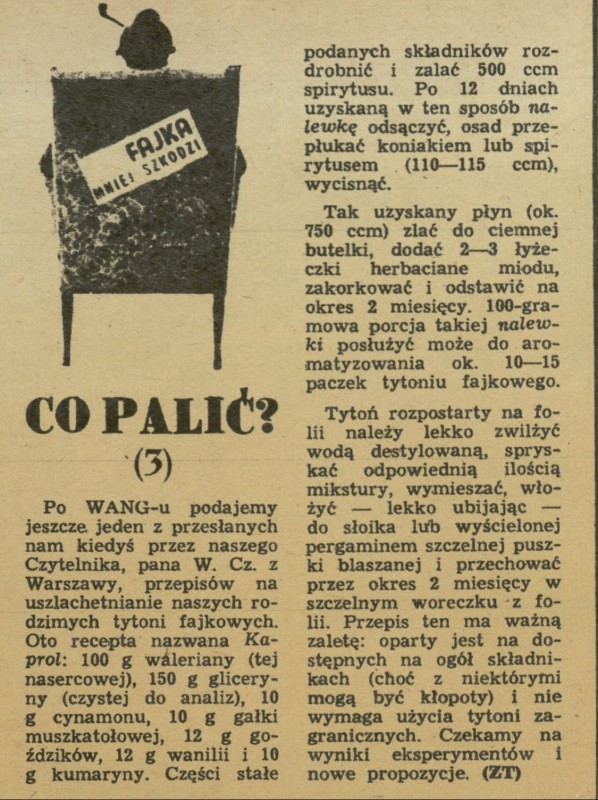 FAJKA
MNIEJ SZKODZI
CO PALIĆ?
(3)
Po WANG-u podajemy
jeszcze jeden z przesłanych
nam kiedyś przez naszego
Czytelnika, pana W. Cz. z
Warszawy, przepisów na
uszlachetnianie naszych ro-
dzimych tytoni fajkowych.
Oto recepta nazwana Ka-
prol: 100 g waleriany (tej
nasercowej), 150 g glicery-
ny (czystej do analiz), 10
g cynamonu, 10 g gałki
muszkatołowej, 12 g go-
ździków, 12 g wanilii i 10
g kumaryny. Części stałe
podanych składników roz-
drobnić i zalać 500 ccm
spirytusu. Po 12 dniach
uzyskaną w ten sposób na-
lewkę odsączyć, osad prze-
płukać koniakiem lub spi-
rytusem (110—115 ccm),
wycisnąć.
Tak uzyskany płyn (ok.
750 ccm) zlać do ciemnej
butelki, dodać 2—3 łyże-
czki herbaciane miodu,
zakorkować i odstawić na
okres 2 miesięcy. 100-gra-
mowa porcja takiej nalew-
ki posłużyć może do aro-
matyzowania ok. 10—15
paczek tytoniu fajkowego.
Tytoń rozpostarty na fo-
lii należy lekko zwilżyć
wodą destylowaną, sprys-
kać odpowiednią ilością
mikstury, wymieszać, wło-
żyć — lekko ubijając —
do słoika lub wyścielonej
pergaminem szczelnej pusz-
ki blaszanej i przechować
przez okres 2 miesięcy w
szczelnym woreczku z fo-
lii. Przepis ten ma ważną
zaletę: oparty jest na do-
stępnych na ogół składni-
kach (choć z niektórymi
mogą być kłopoty) i nie
wymaga użycia tytoni za-
granicznych. Czekamy na
wyniki eksperymentów i
nowe propozycje. (ZT)